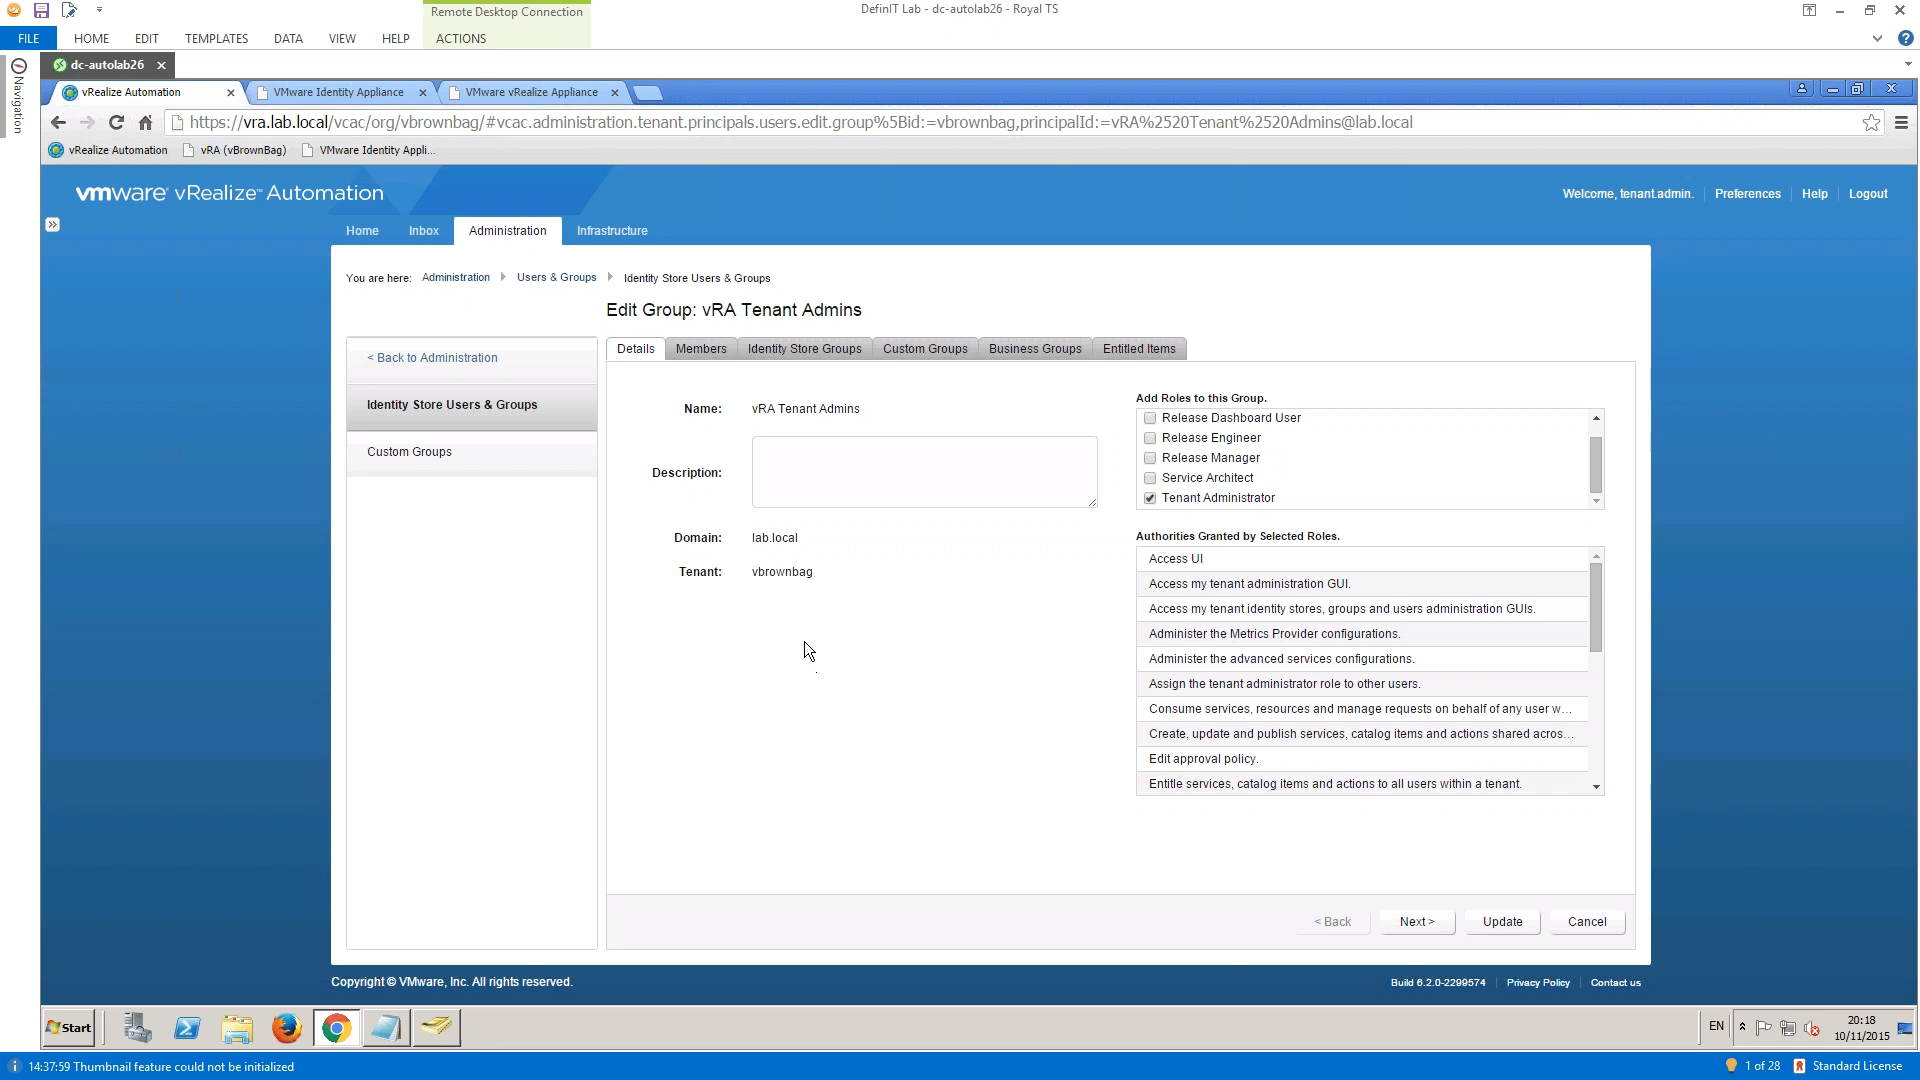 Remote Desktop Connection
DefinIT Lab - dc-autolab26 - Royal TS
FILE HOME EDIT TEMPLATES DATA VIEW HELP ACTIONS
Navigation
dc-autolab26
vRealize Automation VMware Identity Appliance VMware vRealize Appliance
https://vra.lab.local/vcac/org/vbrownbag/#vcac.administration.tenant.principals.users.edit.group%5Bid:=vbrownbag,principalId:=vRA%2520Tenant%2520Admins@lab.local
vRealize Automation vRA (vBrownBag) VMware Identity Appli...
vmware vRealize™ Automation
Welcome, tenant.admin. Preferences Help Logout
Home Inbox Administration Infrastructure
You are here: Administration Users & Groups Identity Store Users & Groups
Edit Group: vRA Tenant Admins
< Back to Administration
Identity Store Users & Groups
Custom Groups
Details Members Identity Store Groups Custom Groups Business Groups Entitled Items
Name: vRA Tenant Admins
Description:
Domain: lab.local
Tenant: vbrownbag
Add Roles to this Group.
Release Dashboard User
Release Engineer
Release Manager
Service Architect
Tenant Administrator
Authorities Granted by Selected Roles.
Access UI
Access my tenant administration GUI.
Access my tenant identity stores, groups and users administration GUIs.
Administer the Metrics Provider configurations.
Administer the advanced services configurations.
Assign the tenant administrator role to other users.
Consume services, resources and manage requests on behalf of any user w...
Create, update and publish services, catalog items and actions shared acros...
Edit approval policy.
Entitle services, catalog items and actions to all users within a tenant.
< Back Next > Update Cancel
Copyright © VMware, Inc. All rights reserved.
Build 6.2.0-2299574 Privacy Policy Contact us
Start
EN
20:18
10/11/2015
14:37:59 Thumbnail feature could not be initialized
1 of 28 Standard License